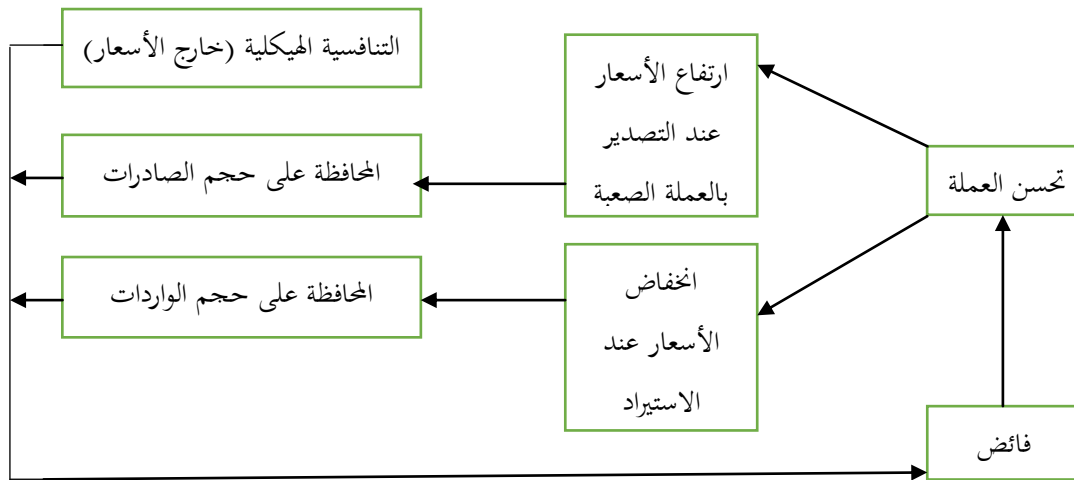 التنافسية الهيكلية (خارج الأسعار)
ارتفاع الأسعار
عند التصدير
بالعملة الصعبة
المحافظة على حجم الصادرات
تحسن العملة
انخفاض
الأسعار عند
الاستيراد
المحافظة على حجم الواردات
فائض